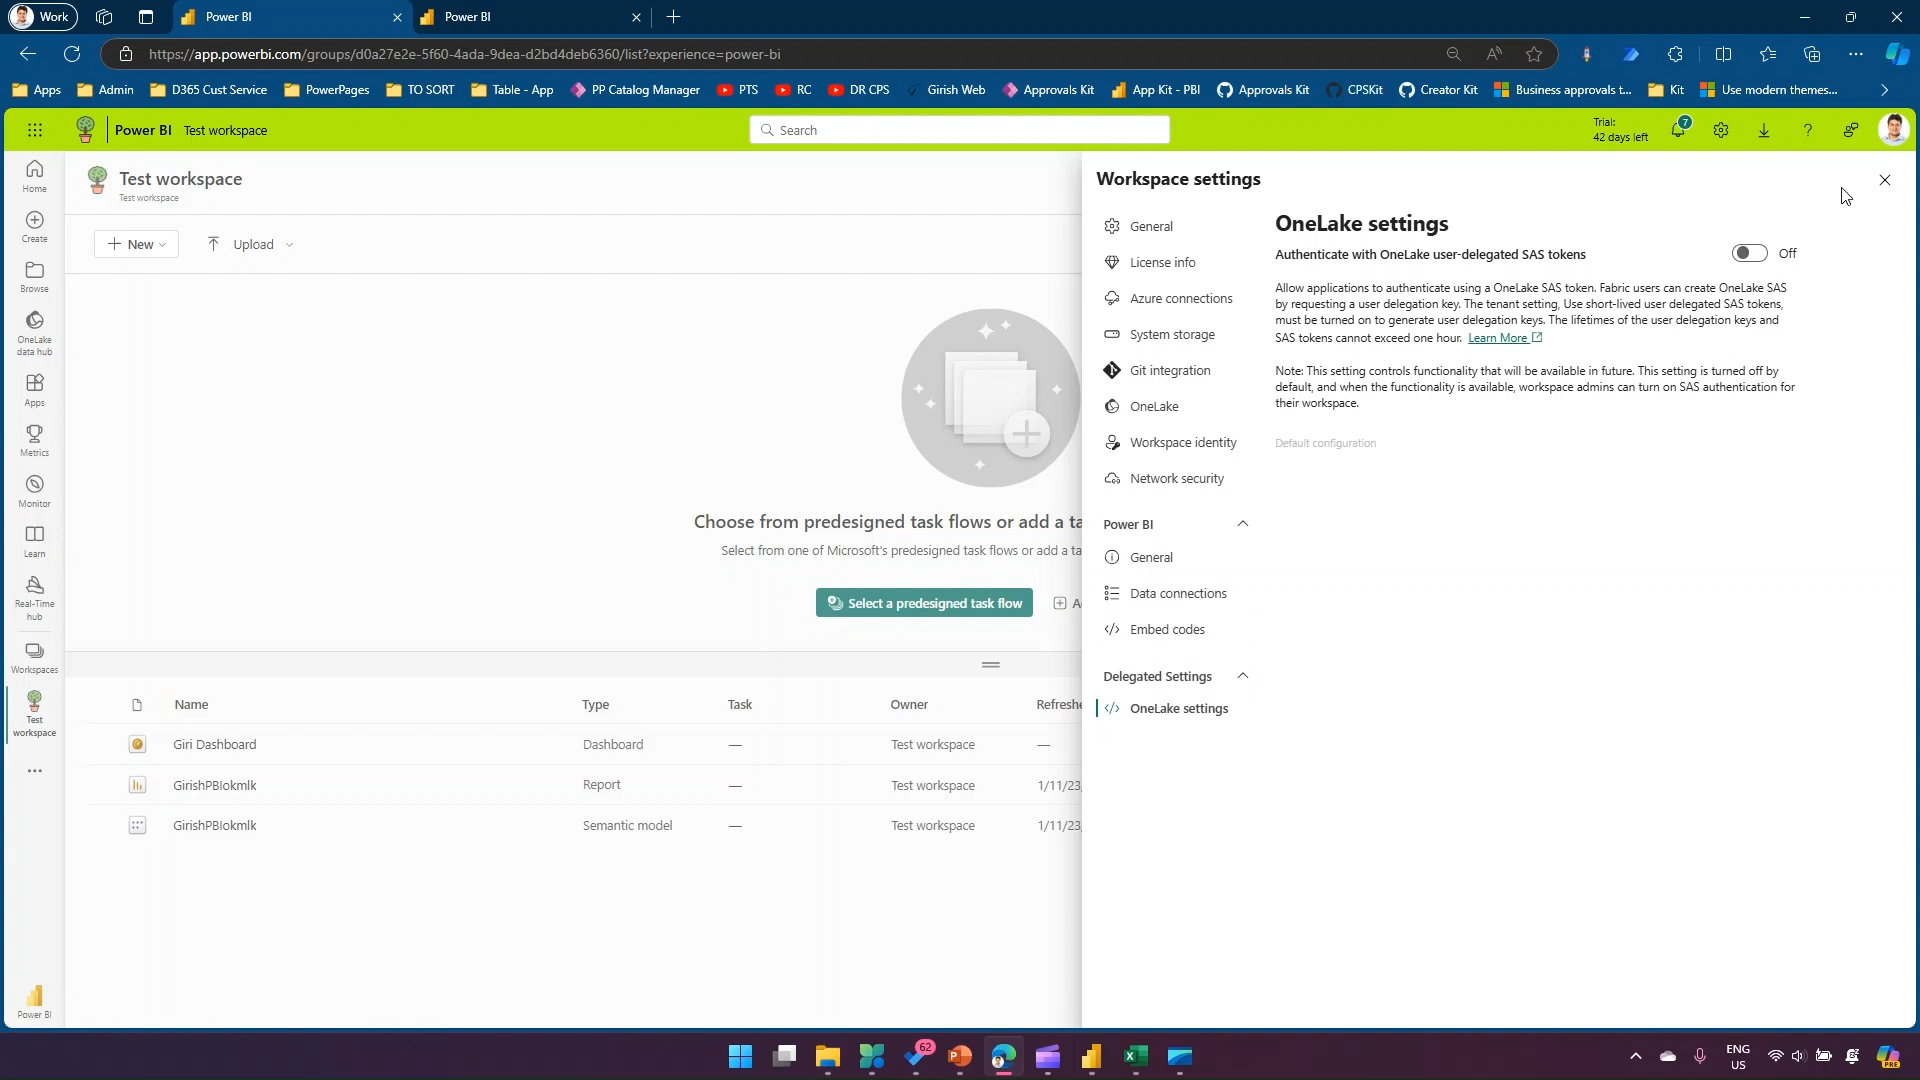 Work
Power BI
Power BI
https://app.powerbi.com/groups/d0a27e2e-5f60-4ada-9dea-d2bd4deb6360/list?experience=power-bi
Apps
Admin
D365 Cust Service
PowerPages
TO SORT
Table - App
PP Catalog Manager
PTS
RC
DR CPS
Girish Web
Approvals Kit
App Kit - PBI
Approvals Kit
CPSKit
Creator Kit
Business approvals t...
Kit
Use modern themes...
Power BI
Test workspace
Search
Trial:
42 days left
7
Home
Create
Browse
OneLake
data hub
Apps
Metrics
Monitor
Learn
Real-Time
hub
Workspaces
Test
workspace
Power BI
Test workspace
Test workspace
New
Upload
Choose from predesigned task flows or add a ta
Select from one of Microsoft's predesigned task flows or add a ta
Select a predesigned task flow
A
Name
Type
Task
Owner
Refreshe
Giri Dashboard
Dashboard
—
Test workspace
—
GirishPBIokmlk
Report
—
Test workspace
1/11/23,
GirishPBIokmlk
Semantic model
—
Test workspace
1/11/23,
Workspace settings
General
License info
Azure connections
System storage
Git integration
OneLake
Workspace identity
Network security
Power BI
General
Data connections
Embed codes
Delegated Settings
OneLake settings
OneLake settings
Authenticate with OneLake user-delegated SAS tokens
Off
Allow applications to authenticate using a OneLake SAS token. Fabric users can create OneLake SAS
by requesting a user delegation key. The tenant setting, Use short-lived user delegated SAS tokens,
must be turned on to generate user delegation keys. The lifetimes of the user delegation keys and
SAS tokens cannot exceed one hour. Learn More
Note: This setting controls functionality that will be available in future. This setting is turned off by
default, and when the functionality is available, workspace admins can turn on SAS authentication for
their workspace.
Default configuration
62
ENG
US
PRE